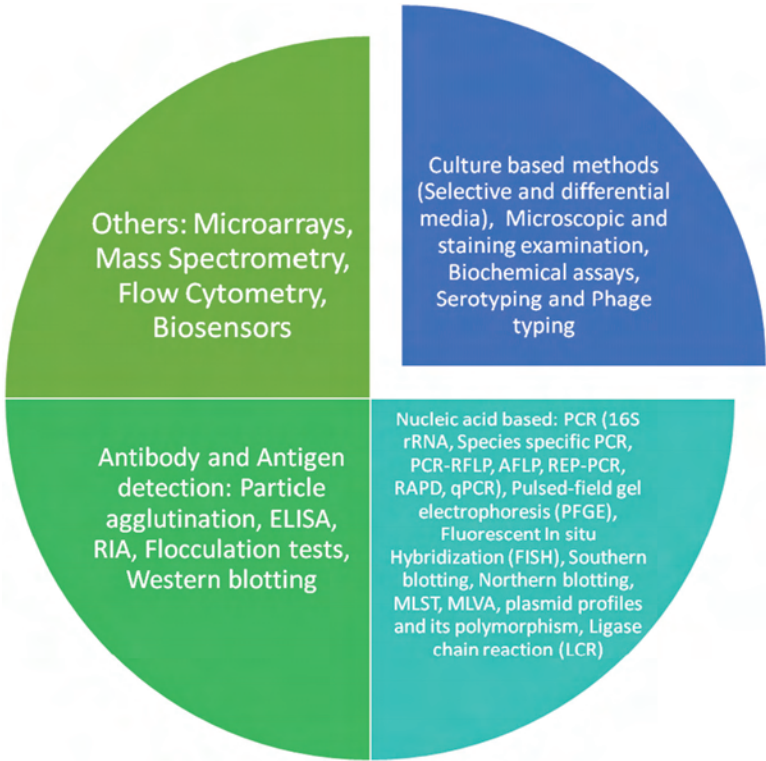 Others: Microarrays,
Mass Spectrometry,
Flow Cytometry,
Biosensors
Culture based methods
(Selective and differential
media), Microscopic and
staining examination,
Biochemical assays,
Serotyping and Phage
typing
Antibody and Antigen
detection: Particle
agglutination, ELISA,
RIA, Flocculation tests,
Western blotting
Nucleic acid based: PCR (16S
rRNA, Species specific PCR,
PCR-RFLP, AFLP, REP-PCR,
RAPD, qPCR), Pulsed-field gel
electrophoresis (PFGE),
Fluorescent In situ
Hybridization (FISH), Southern
blotting, Northern blotting,
MLST, MLVA, plasmid profiles
and its polymorphism, Ligase
chain reaction (LCR)